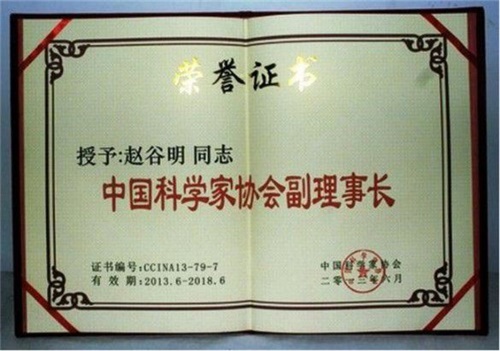 荣誉证书
授予:赵谷明 同志
中国科学家协会副理事长
证书编号:CCINA13-79-7
有 效 期:2013.6-2018.6
中国科学家协会
二零一三年六月